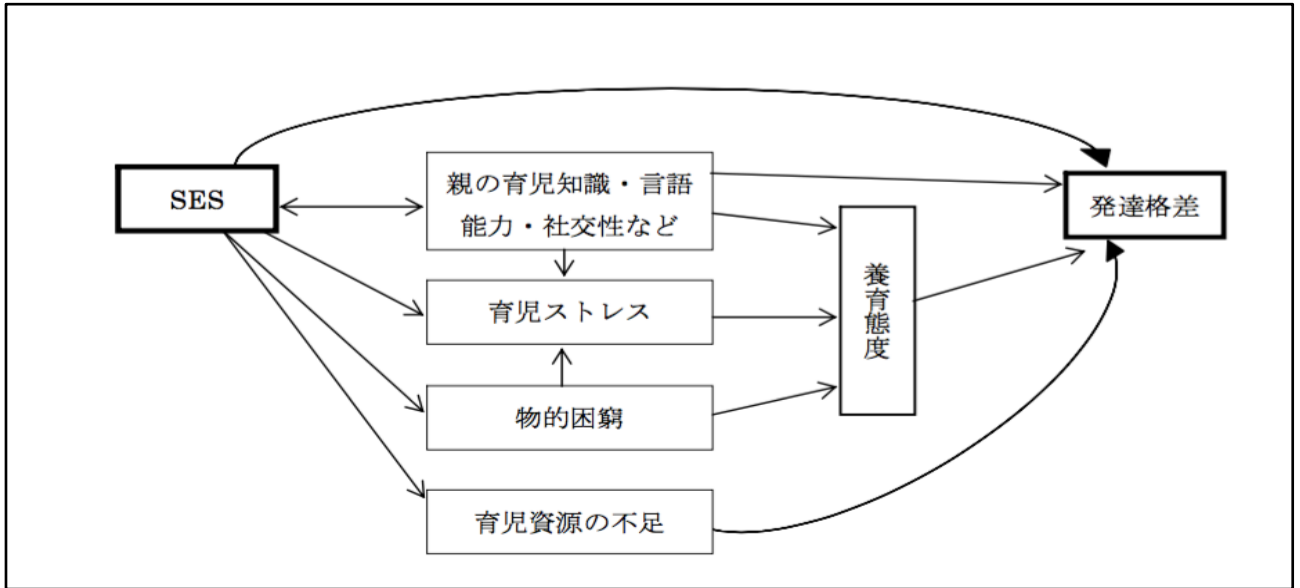 SES
親の育児知識・言語
能力・社交性など
育児ストレス
物的困窮
育児資源の不足
養育態度
発達格差